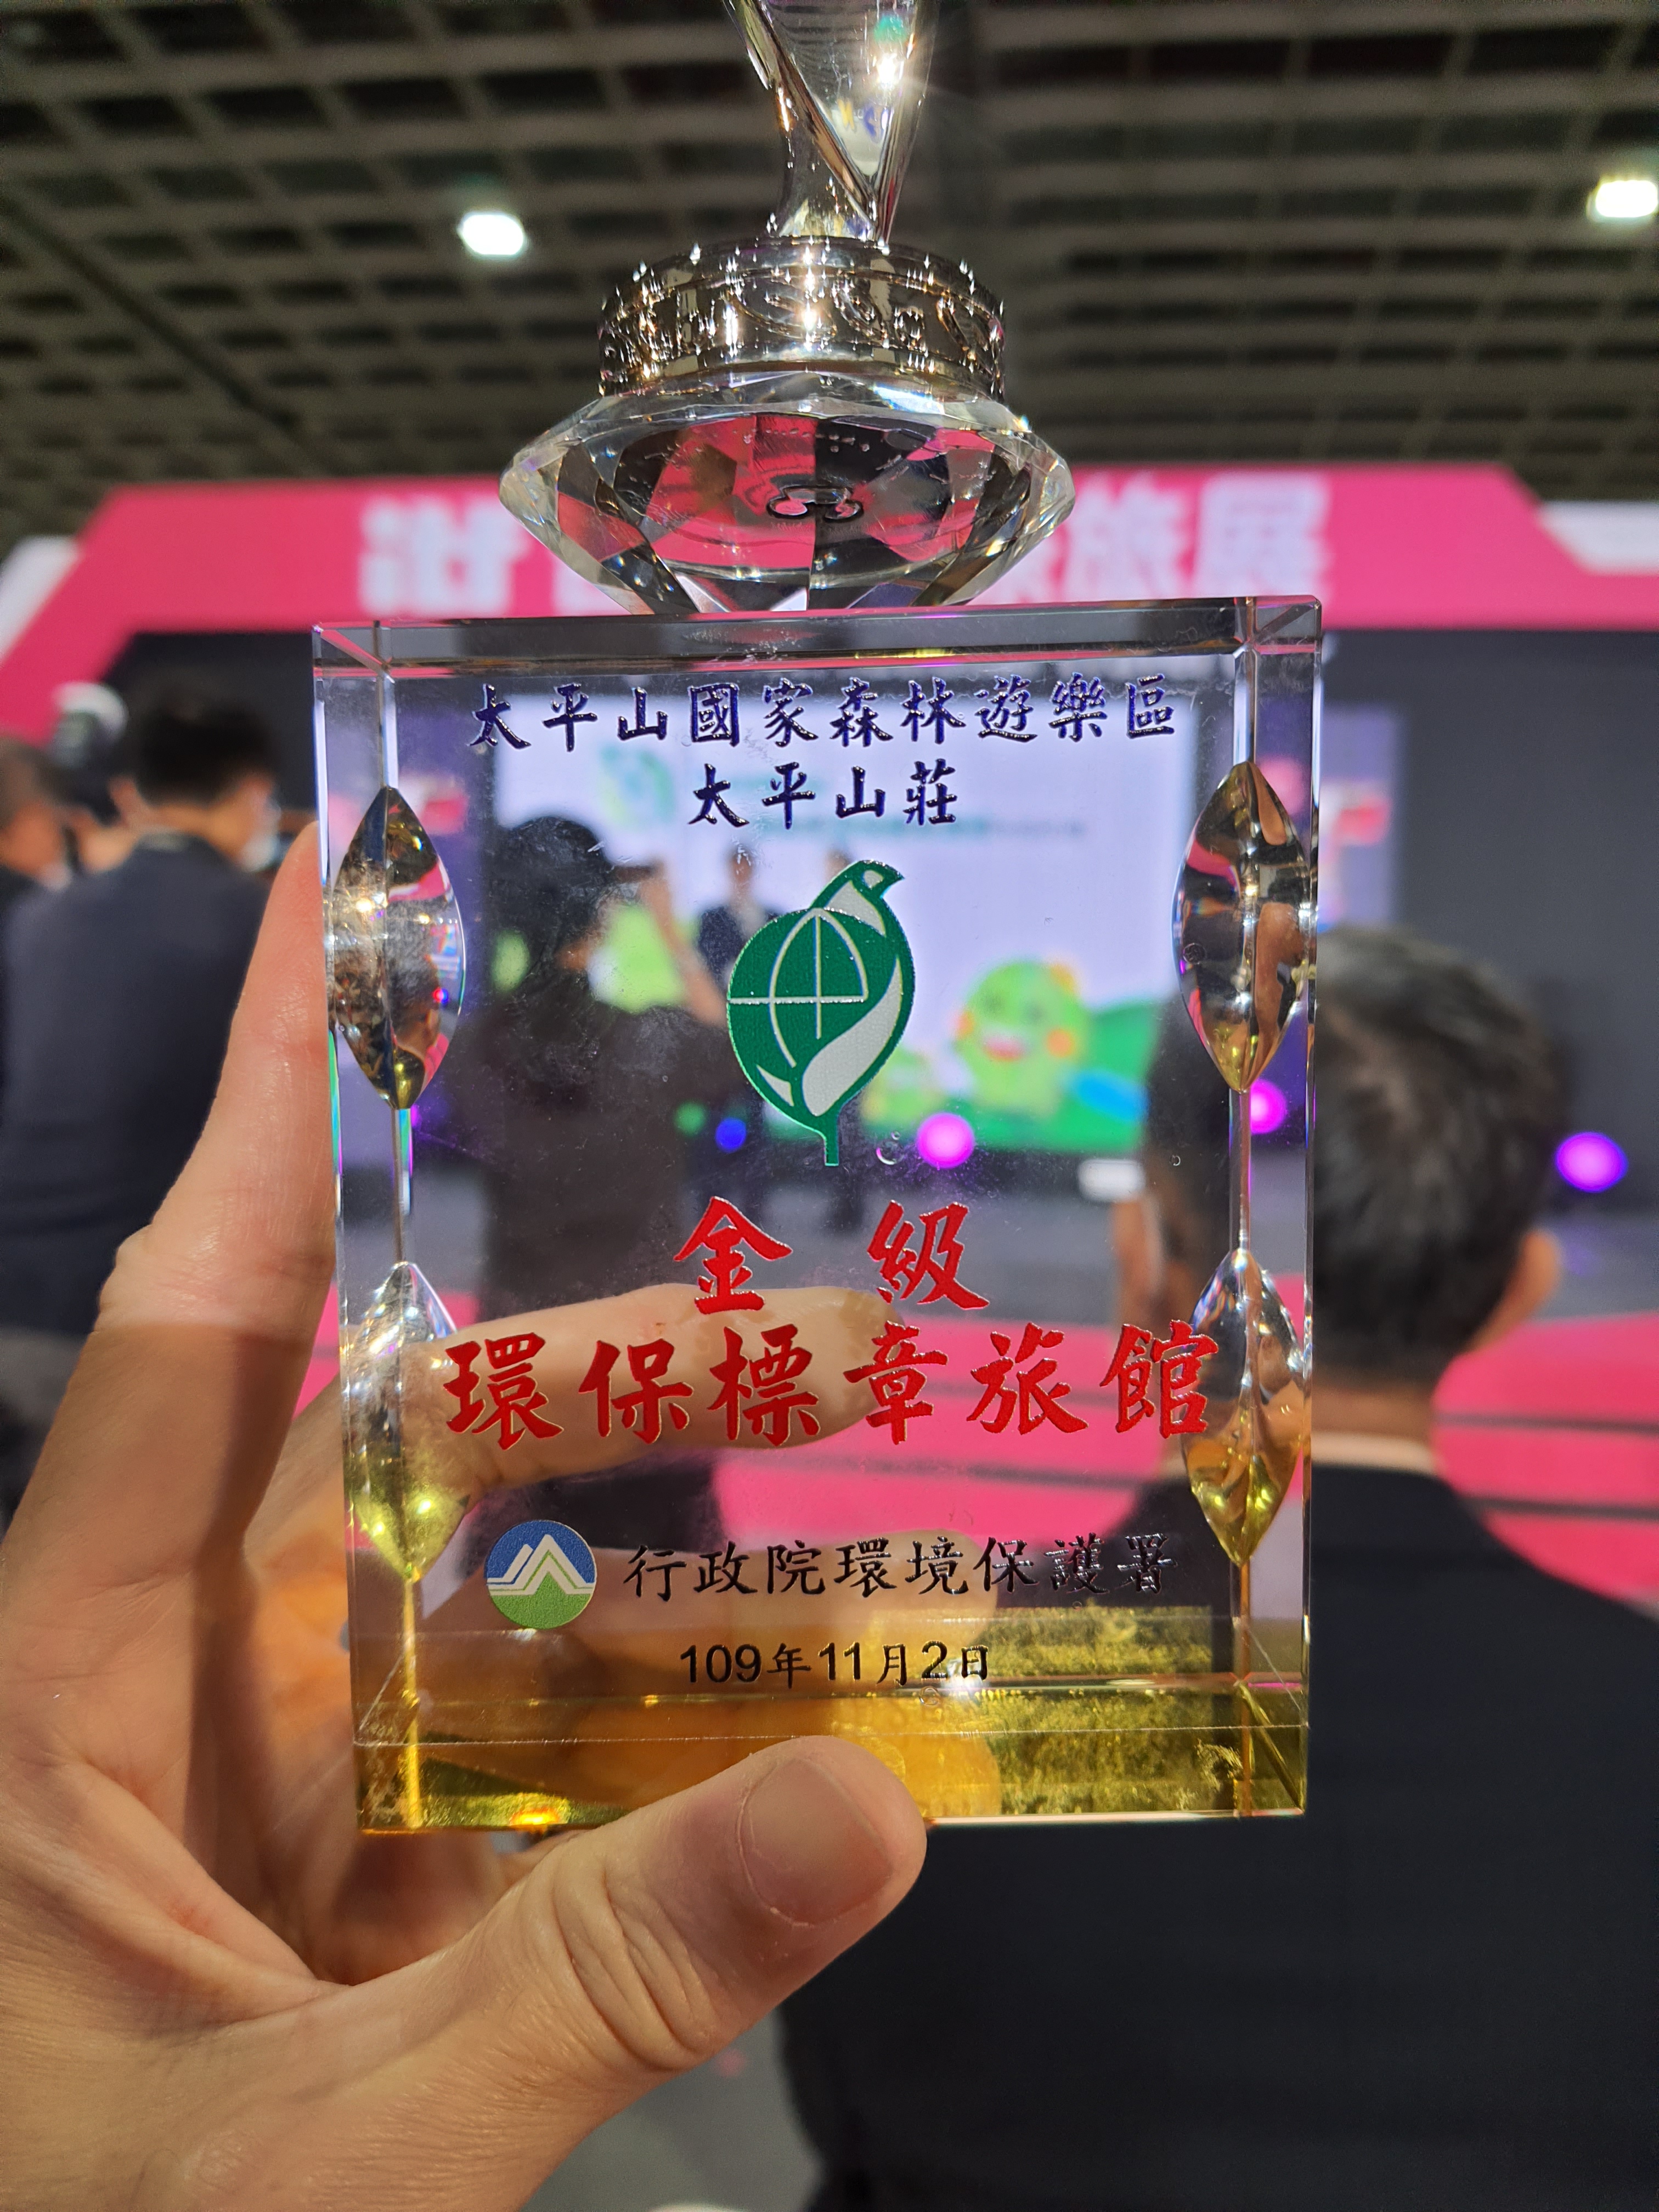 旅展
太平山國家森林遊樂區
太平山莊
金級
環保標章旅館
行政院環境保護署
109年11月2日